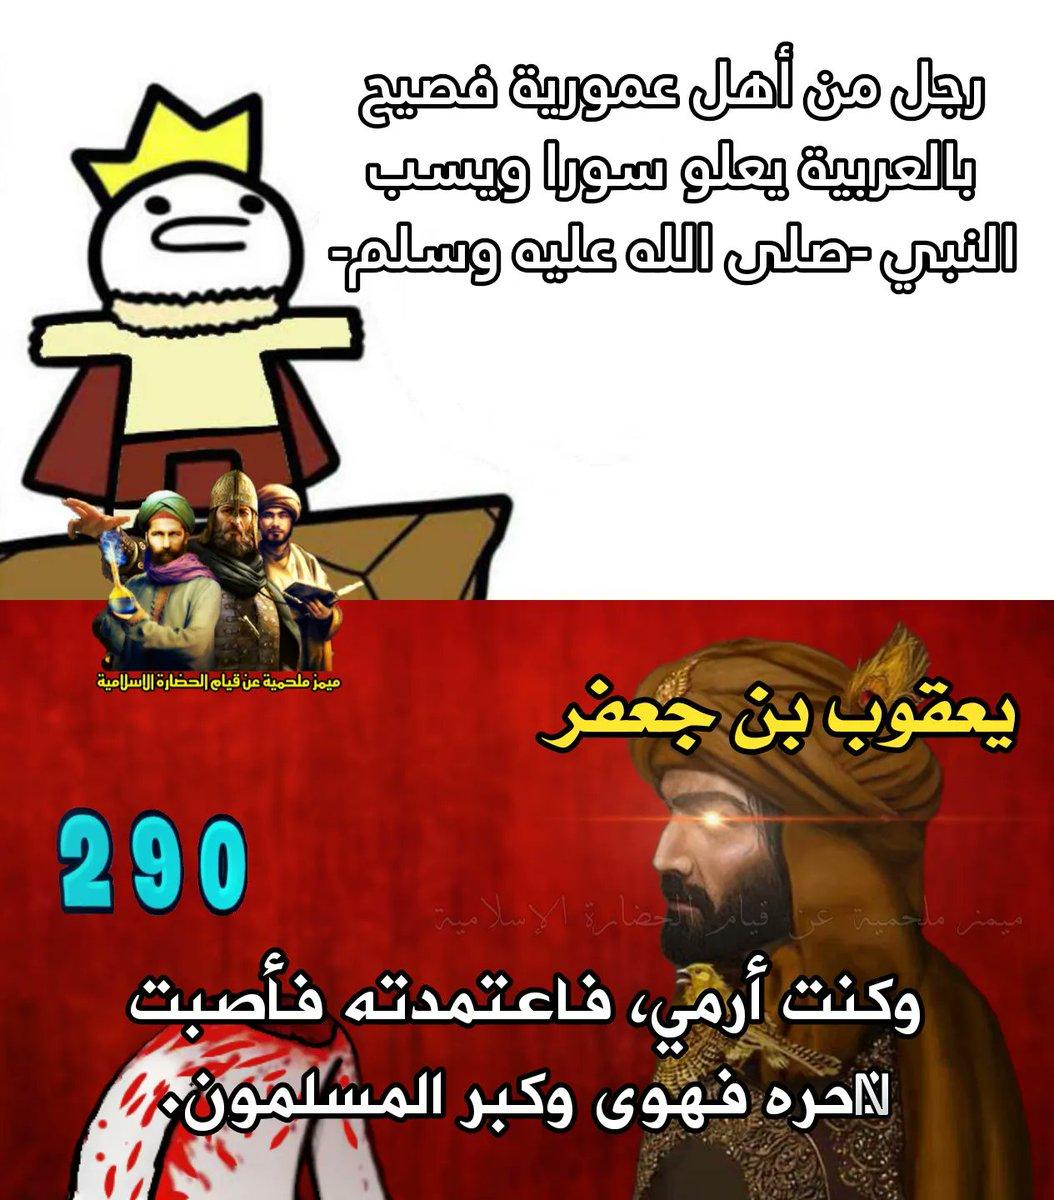 رجل من أهل عمورية فصيح
بالعربية يعلو سورا ويسب
النبي -صلى الله عليه وسلم-
ميمز ملحمية عن قيام الحضارة الاسلامية
يعقوب بن جعفر
290
ميمز ملحمية عن قيام الحضارة الإسلامية
وكنت أرمي، فاعتمدته فأصبت
Nحره فهوى وكبر المسلمون.